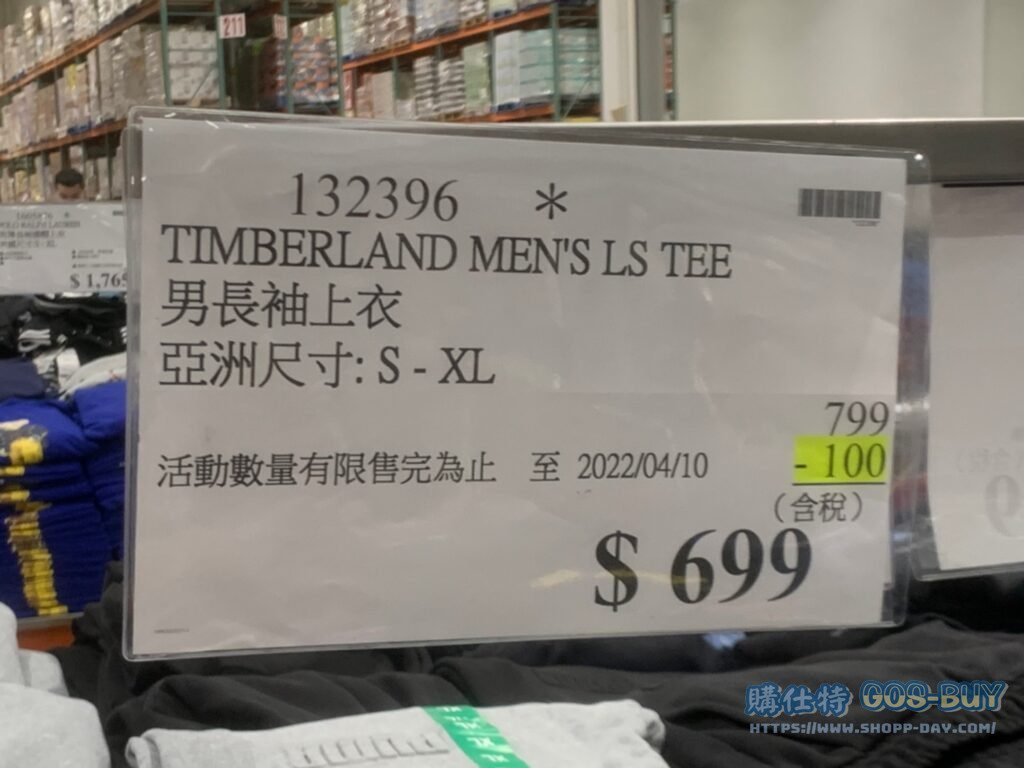 211
132396 *
TIMBERLAND MEN'S LS TEE
男長袖上衣
亞洲尺寸: S - XL
799
- 100
活動數量有限售完為止 至 2022/04/10
(含稅)
$ 699
$ 1,765
XL
購仕特 GOS-BUY
HTTPS://WWW.SHOPP-DAY.COM/